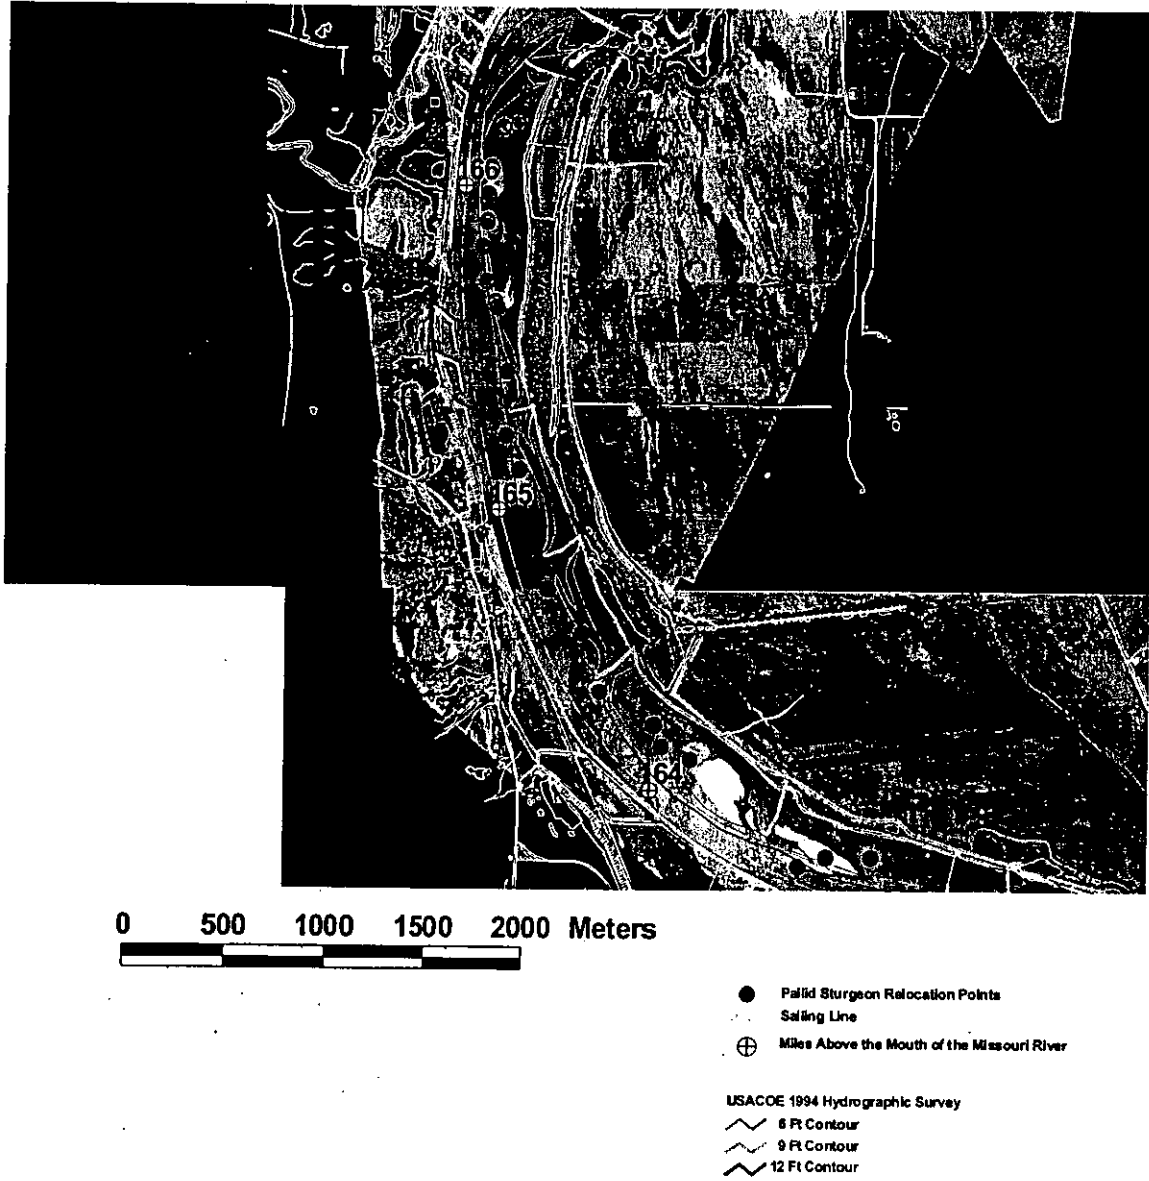 166
165
164
0 500 1000 1500 2000 Meters
Pallid Sturgeon Relocation Points
Sailing Line
Miles Above the Mouth of the Missouri River
USACOE 1994 Hydrographic Survey
6 Ft Contour
9 Ft Contour
12 Ft Contour